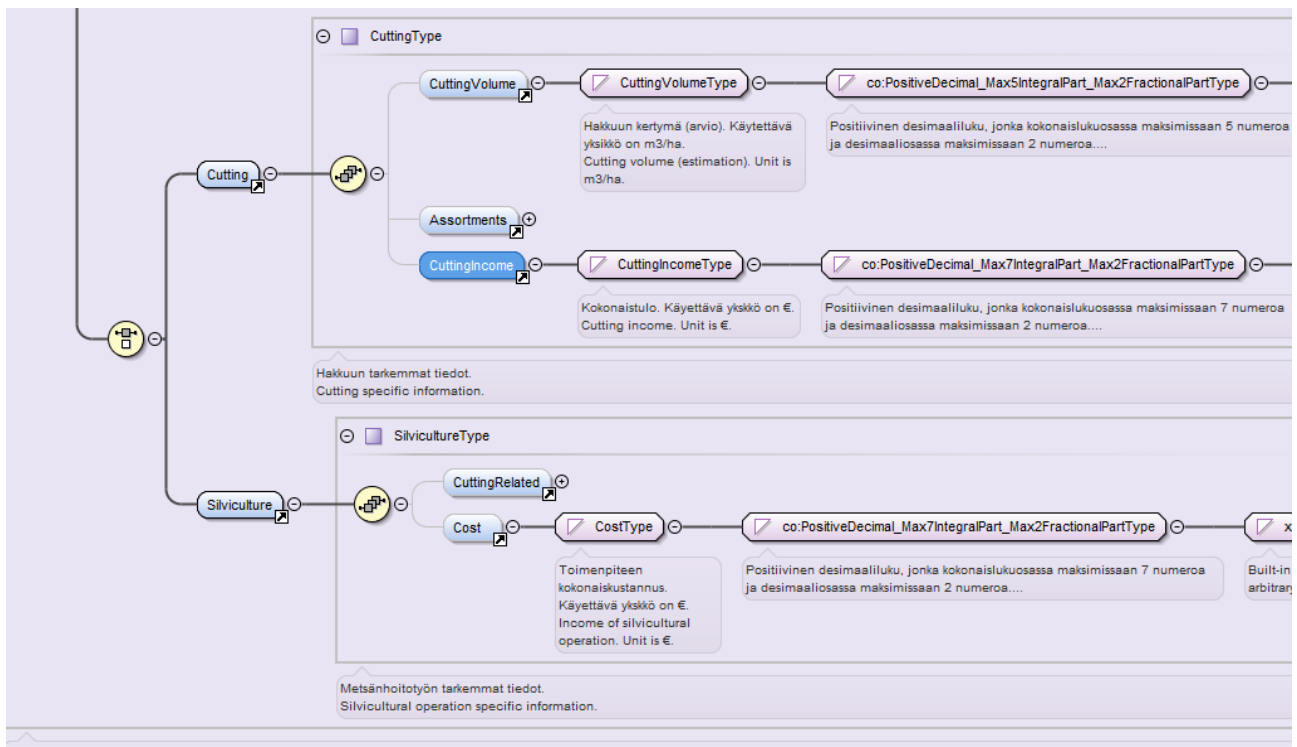 CuttingType
CuttingVolume
CuttingVolumeType
co:PositiveDecimal_Max5IntegralPart_Max2FractionalPartType
Hakkuun kertymä (arvio). Käytettävä
yksikkö on m3/ha.
Cutting volume (estimation). Unit is
m3/ha.
Positiivinen desimaaliluku, jonka kokonaislukuosassa maksimissaan 5 numeroa
ja desimaaliosassa maksimissaan 2 numeroa....
Cutting
Assortments
CuttingIncome
CuttingIncomeType
co:PositiveDecimal_Max7IntegralPart_Max2FractionalPartType
Kokonaistulo. Käyettävä ykskkö on €.
Cutting income. Unit is €.
Positiivinen desimaaliluku, jonka kokonaislukuosassa maksimissaan 7 numeroa
ja desimaaliosassa maksimissaan 2 numeroa....
Hakkuun tarkemmat tiedot.
Cutting specific information.
SilvicultureType
CuttingRelated
Silviculture
Cost
CostType
co:PositiveDecimal_Max7IntegralPart_Max2FractionalPartType
x
Toimenpiteen
kokonaiskustannus.
Käyettävä ykskkö on €.
Income of silvicultural
operation. Unit is €.
Positiivinen desimaaliluku, jonka kokonaislukuosassa maksimissaan 7 numeroa
ja desimaaliosassa maksimissaan 2 numeroa....
Built-in
arbitrary
Metsänhoitotyön tarkemmat tiedot.
Silvicultural operation specific information.